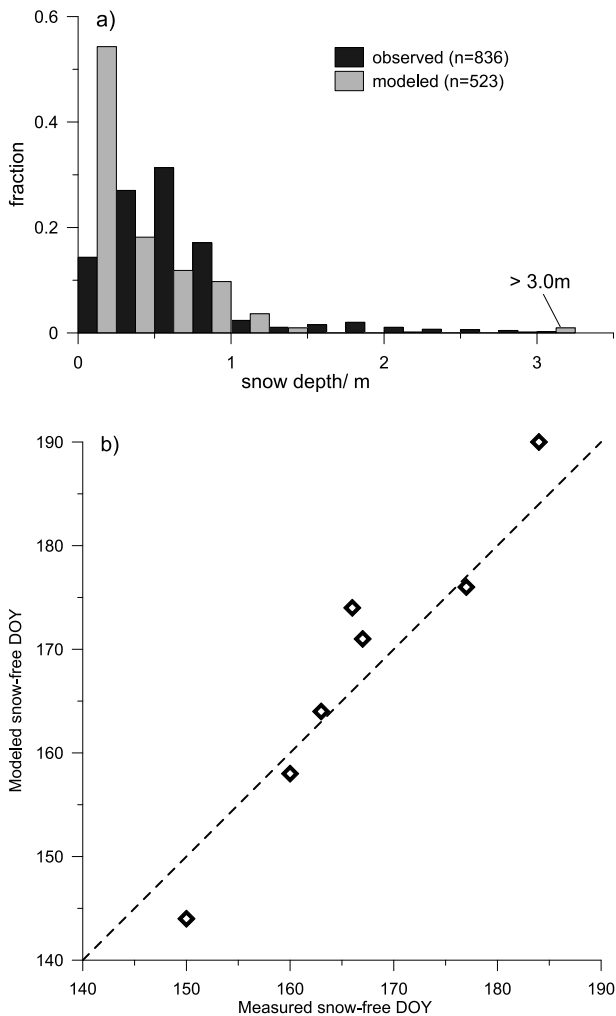 a)
0.6
0.4
0.2
0
fraction
observed (n=836)
modeled (n=523)
> 3.0m
0 1 2 3
snow depth/ m
b)
190
180
170
160
150
140
Modeled snow-free DOY
140 150 160 170 180 190
Measured snow-free DOY